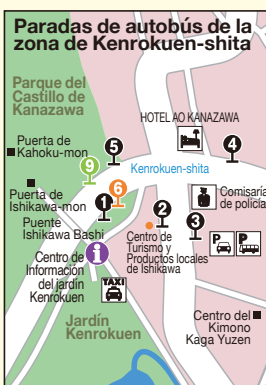 Paradas de autobús de la
zona de Kenrokuen-shita
Parque del
Castillo de
Kanazawa
HOTEL AO KANAZAWA
Puerta de
Kahoku-mon
5
4
9
Kenrokuen-shita
6
Puerta de
Ishikawa-mon
1
2
3
Comisaría
de policía
Puente
Ishikawa Bashi
Centro de
Turismo y
Productos locales
de Ishikawa
P
P
Centro de
Información
del jardín
Kenrokuen
i
TAXI
Jardín
Kenrokuen
Centro del
Kimono
Kaga Yuzen